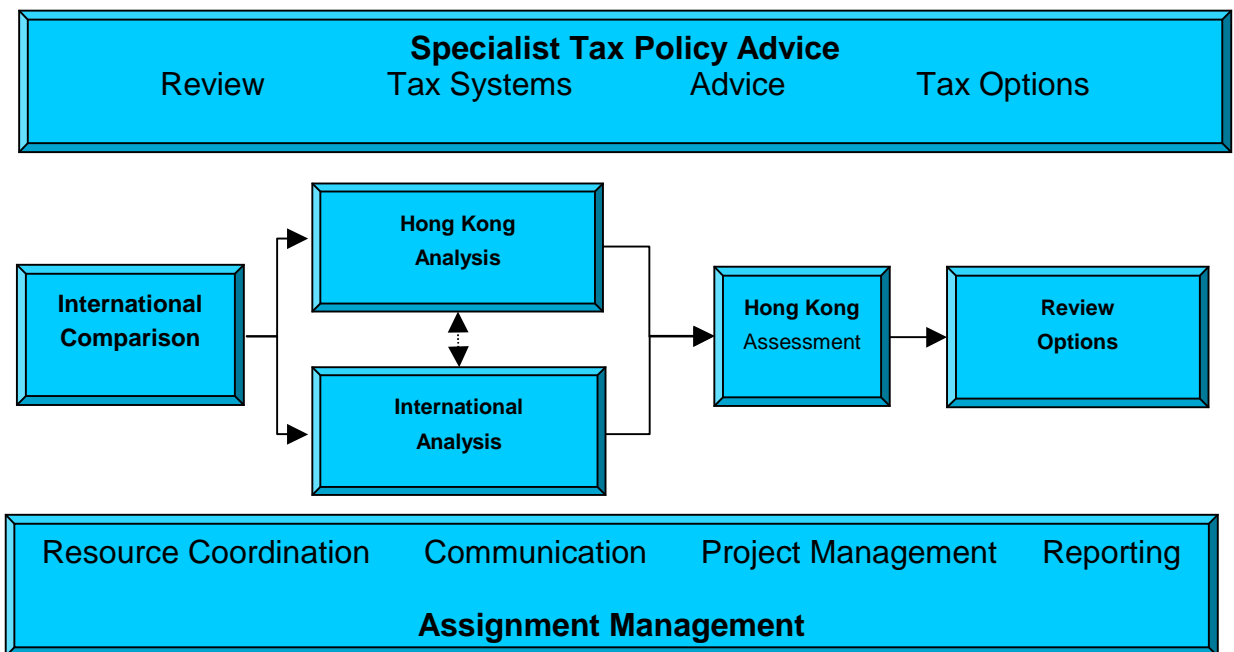 Specialist Tax Policy Advice
Review Tax Systems Advice Tax Options
Hong Kong
Analysis
International
Comparison
International
Analysis
Hong Kong
Assessment
Review
Options
Resource Coordination Communication Project Management Reporting
Assignment Management